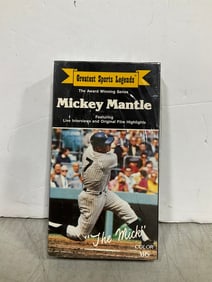 Greatest Sports Legends
The Award Winning Series
Mickey Mantle
Featuring
Live Interviews and Original Film Highlights
7
"The Mick"
COLOR
VHS